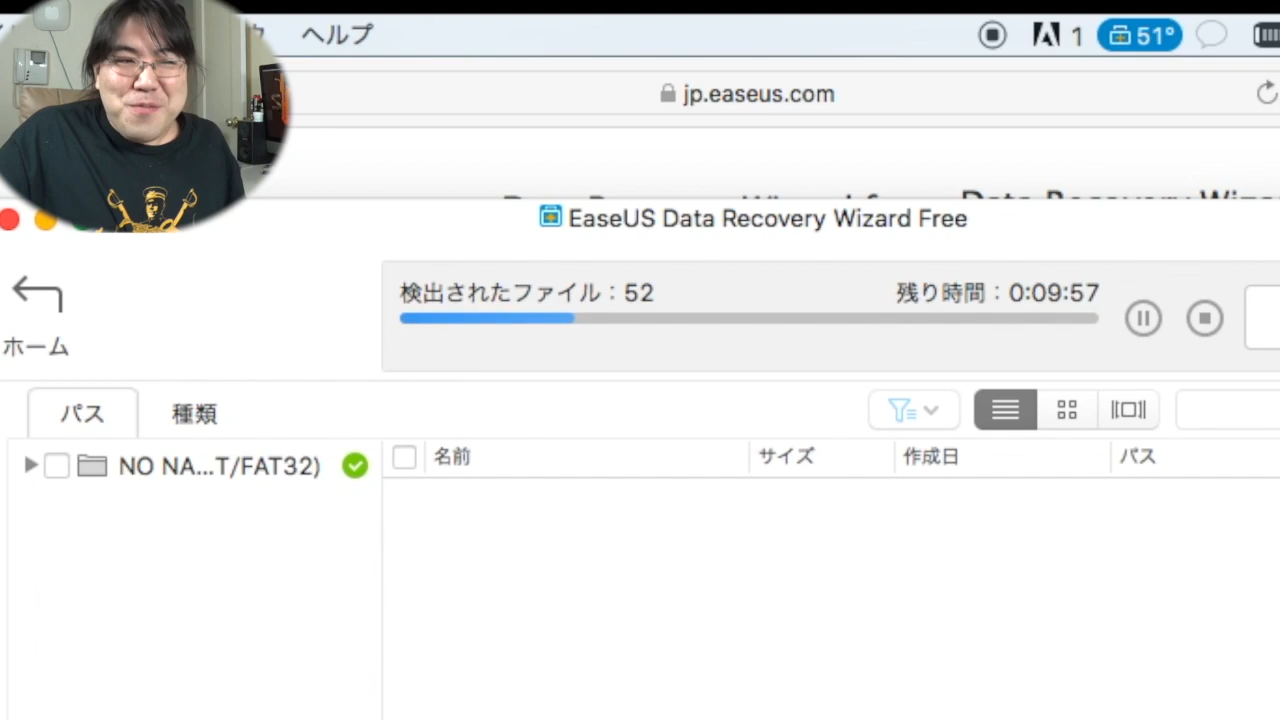 ヘルプ
1
51°
jp.easeus.com
Data Recovery
EaseUS Data Recovery Wizard Free
検出されたファイル：52
残り時間：0:09:57
ホーム
パス
種類
NO NA...T/FAT32)
名前
サイズ
作成日
パス